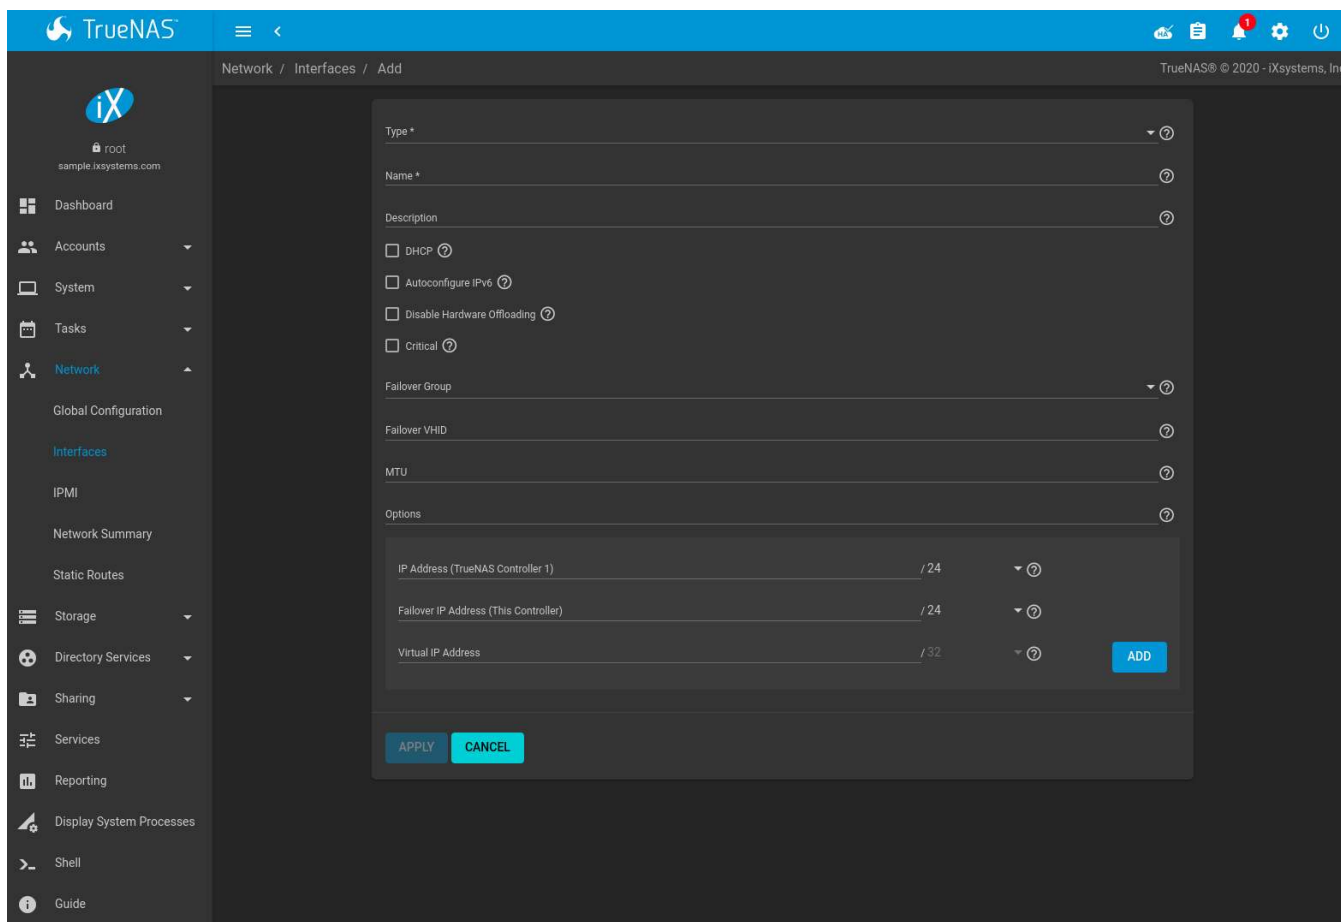 TrueNAS
HA
1
Network / Interfaces / Add
TrueNAS® © 2020 - iXsystems, Inc
iX
root
sample.ixsystems.com
Dashboard
Accounts
System
Tasks
Network
Global Configuration
Interfaces
IPMI
Network Summary
Static Routes
Storage
Directory Services
Sharing
Services
Reporting
Display System Processes
Shell
Guide
Type *
Name *
Description
DHCP
Autoconfigure IPv6
Disable Hardware Offloading
Critical
Failover Group
Failover VHID
MTU
Options
IP Address (TrueNAS Controller 1) / 24
Failover IP Address (This Controller) / 24
Virtual IP Address / 32
ADD
APPLY CANCEL